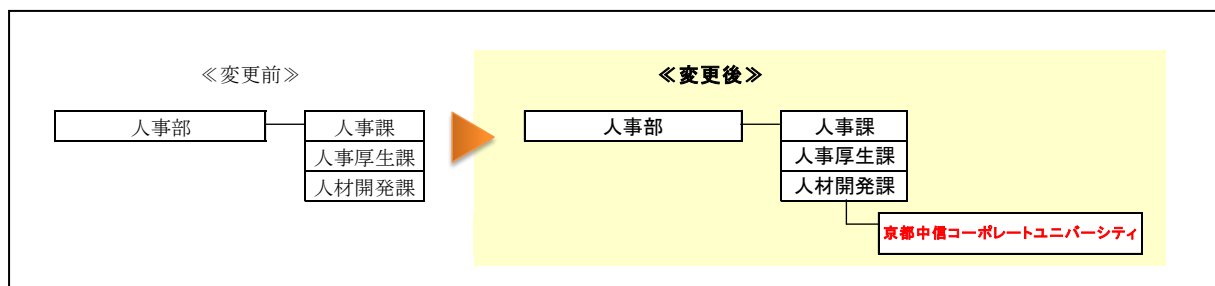 ≪変更前≫
人事部
人事課
人事厚生課
人材開発課
≪変更後≫
人事部
人事課
人事厚生課
人材開発課
京都中信コーポレートユニバーシティ